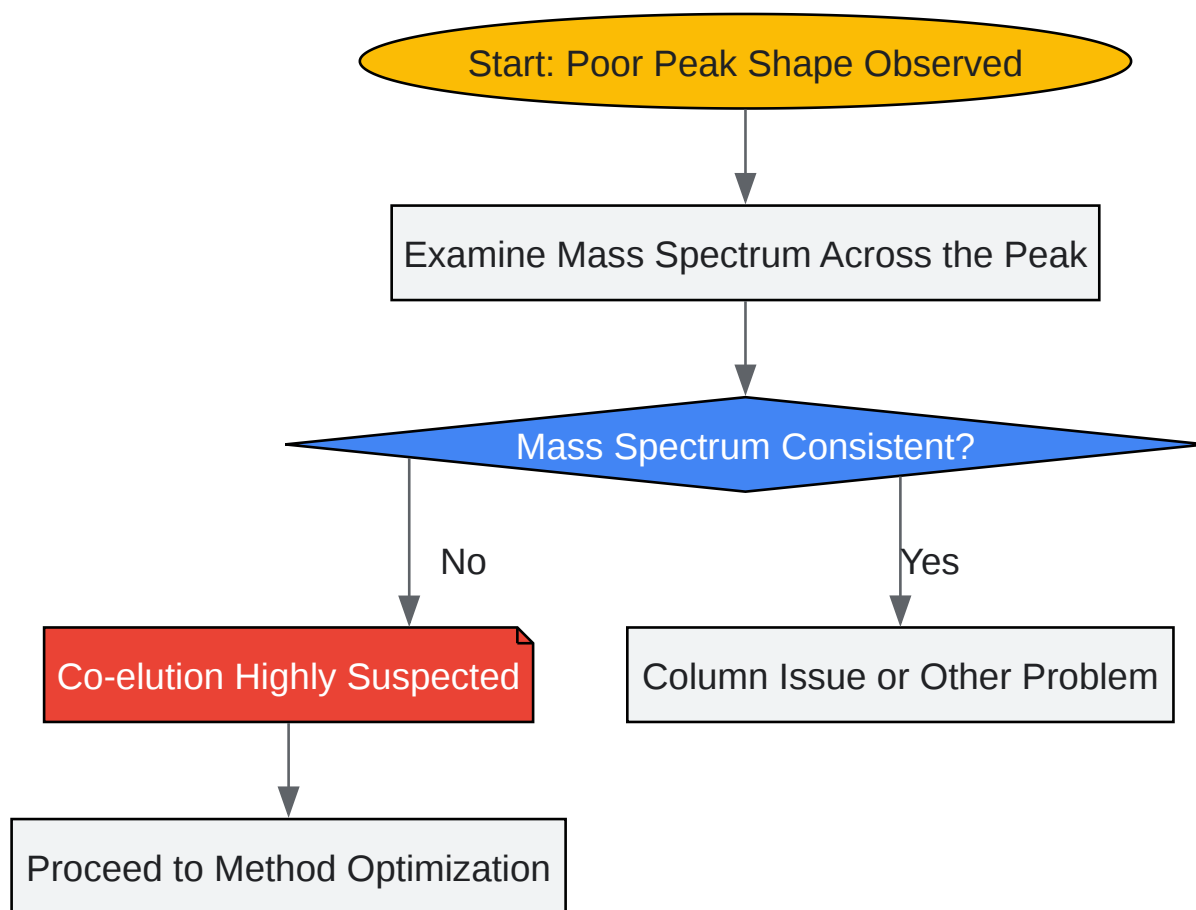 Start: Poor Peak Shape Observed
Examine Mass Spectrum Across the Peak
Mass Spectrum Consistent?
No
Yes
Co-elution Highly Suspected
Column Issue or Other Problem
Proceed to Method Optimization